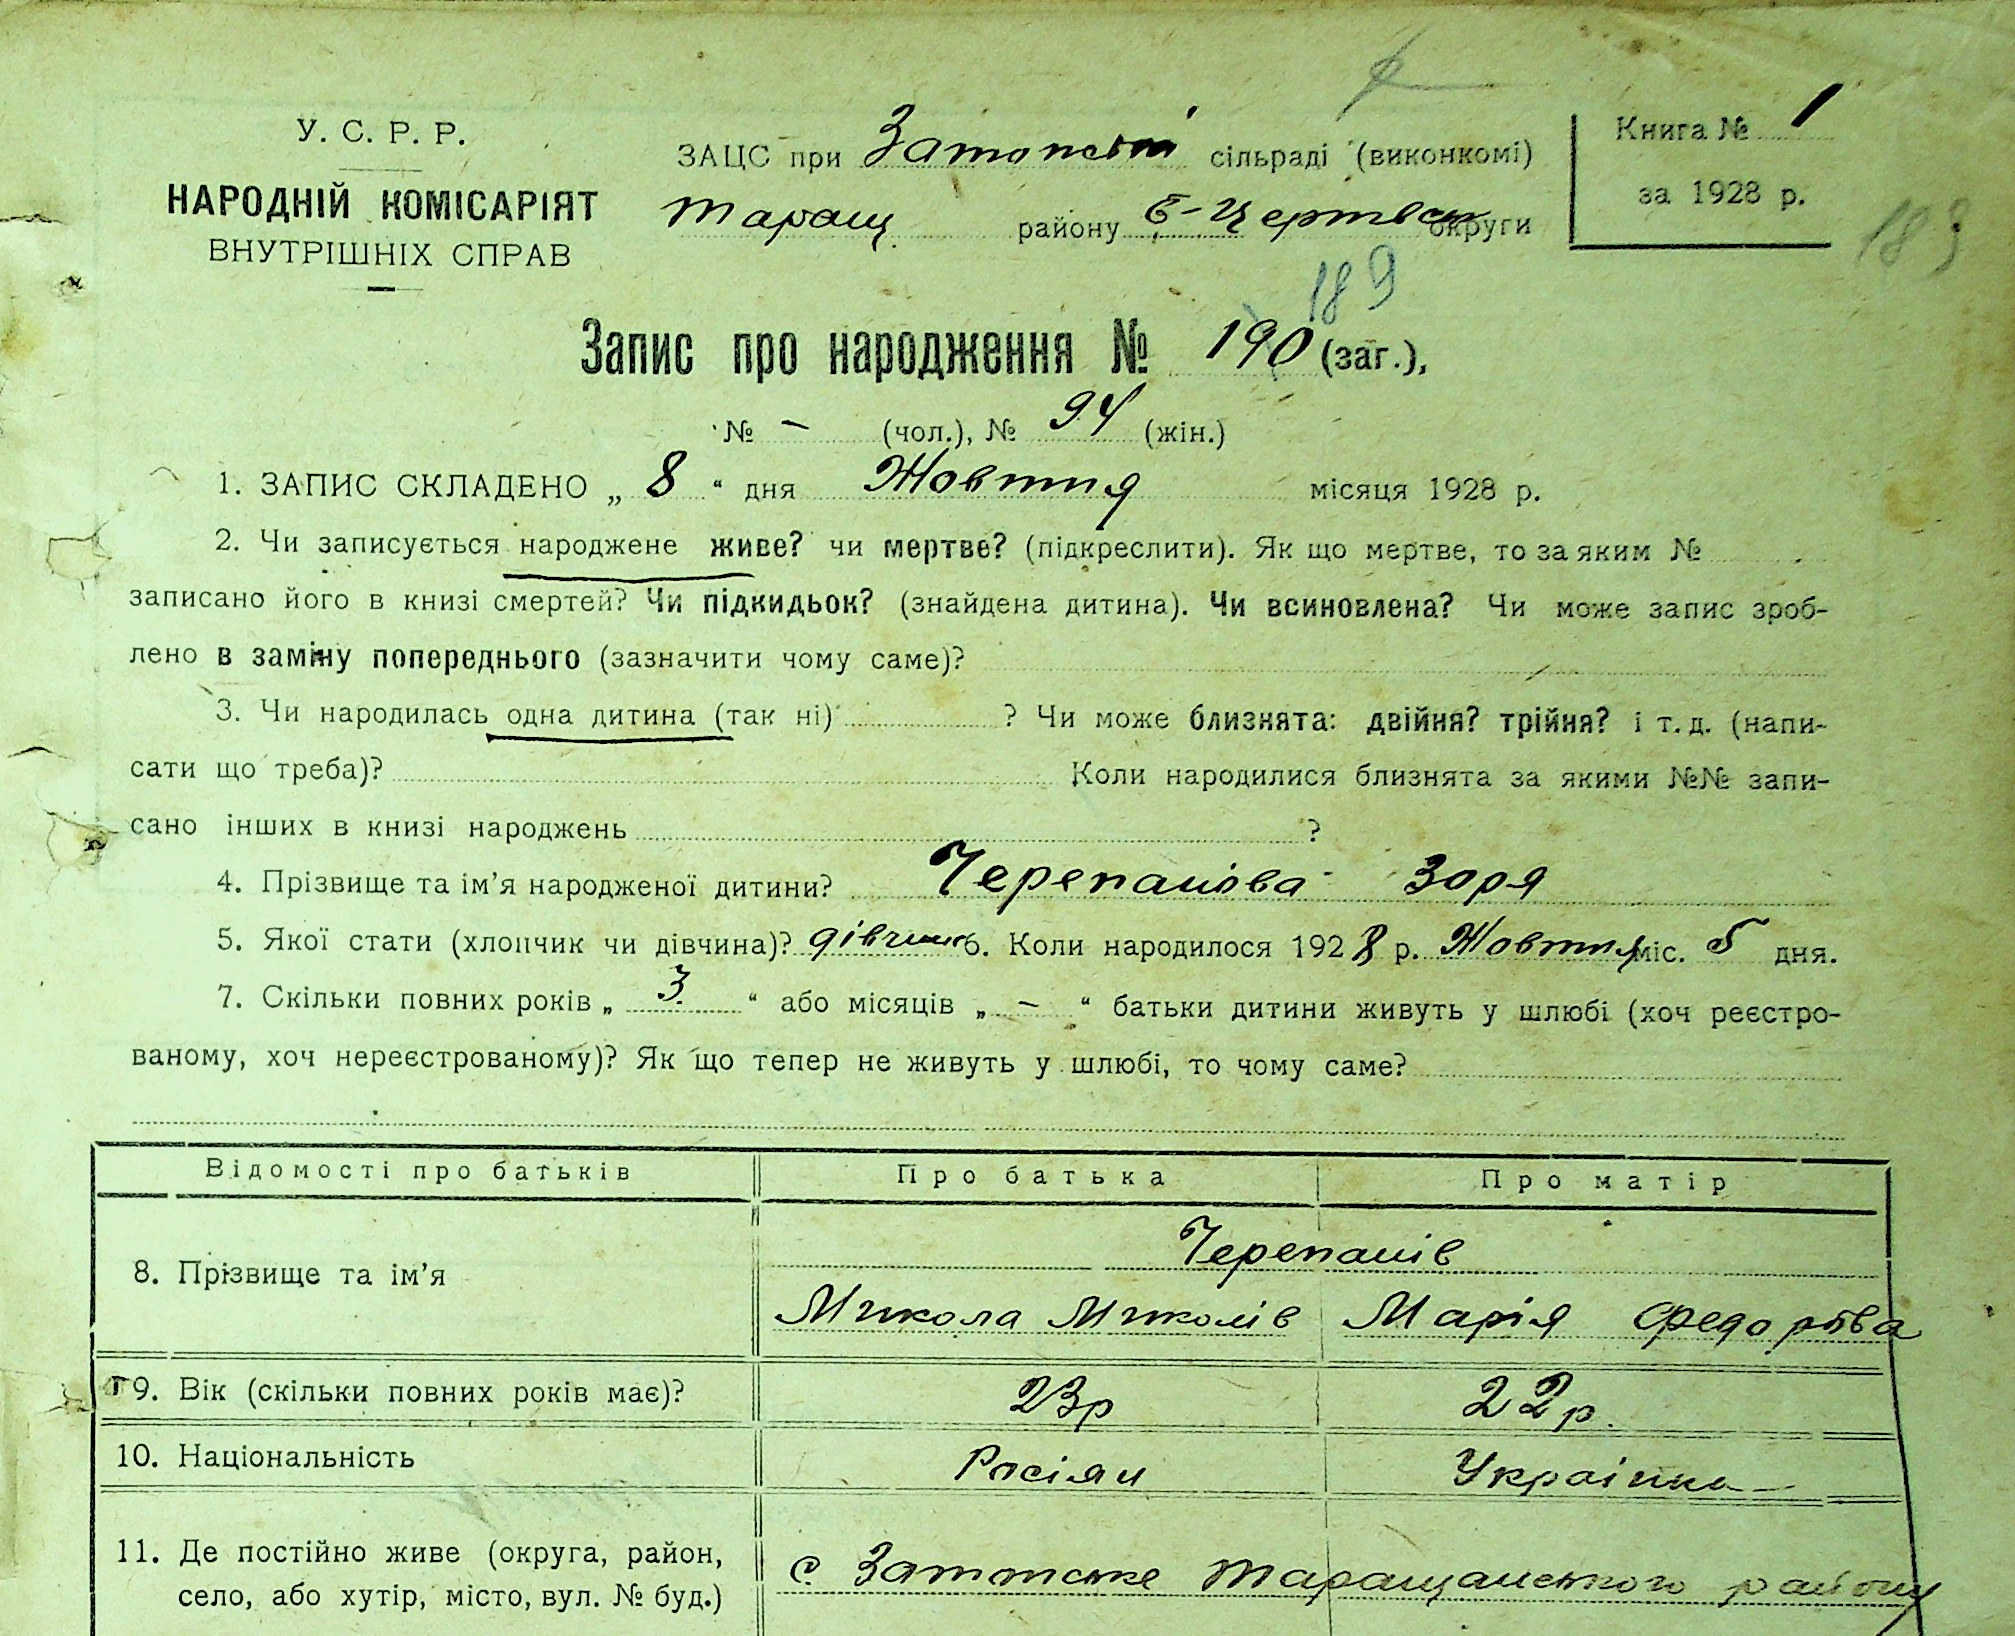 У. С. Р. Р.
НАРОДНІЙ КОМІСАРІЯТ
ВНУТРІШНІХ СПРАВ
ЗАЦС при сільраді (виконкомі)
Таращ. району Б-Церквськ округи
Книга № 1
за 1928 р.
183
189
Запис про народження № 190 (заг.),
№ – (чол.), № 94 (жін.)
1. ЗАПИС СКЛАДЕНО „ 8 “ дня Жовтня місяця 1928 р.
2. Чи записується народжене живе? чи мертве? (підкреслити). Як що мертве, то за яким №
записано його в книзі смертей? Чи підкидьок? (знайдена дитина). Чи всиновлена? Чи може запис зроб-
лено в заміну попереднього (зазначити чому саме)?
3. Чи народилась одна дитина (так ні) ? Чи може близнята: двійня? трійня? і т. д. (напи-
сати що треба)? Коли народилися близнята за якими №№ запи-
сано інших в книзі народжень ?
4. Прізвище та ім’я народженої дитини? Черепанова Зоря
5. Якої стати (хлопчик чи дівчина)? дівчин 6. Коли народилося 1928 р. Жовтня міс. 5 дня.
7. Скільки повних років „ 3 “ або місяців „ – “ батьки дитини живуть у шлюбі (хоч реєстро-
ваному, хоч нереєстрованому)? Як що тепер не живуть у шлюбі, то чому саме?
Відомості про батьків Про батька Про матір
8. Прізвище та ім’я Черепанів
Микола Миколів Марія Федорівва
9. Вік (скільки повних років має)? 23р 22р.
10. Національність Росіян Українка
11. Де постійно живе (округа, район,
село, або хутір, місто, вул. № буд.)
с. Затонське Таращанського району